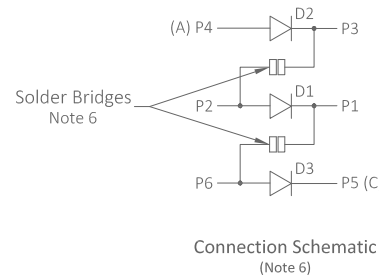 D2
(A) P4
P3
Solder Bridges
Note 6
D1
P2
P1
D3
P6
P5 (C
Connection Schematic
(Note 6)